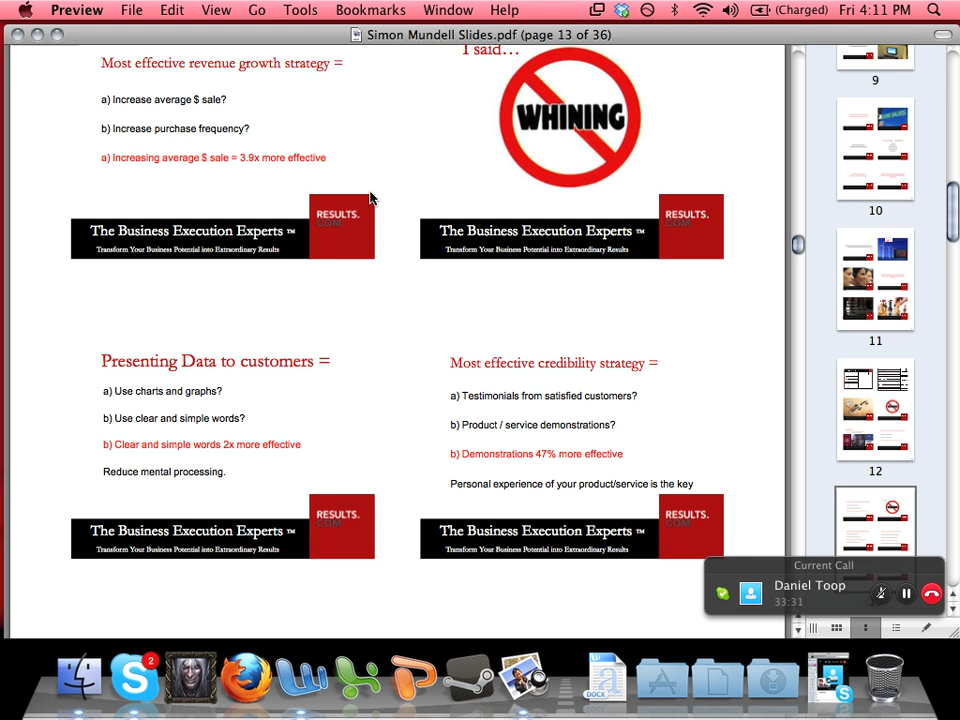 Preview File Edit View Go Tools Bookmarks Window Help (Charged) Fri 4:11 PM
Simon Mundell Slides.pdf (page 13 of 36)
Most effective revenue growth strategy =
a) Increase average $ sale?
b) Increase purchase frequency?
a) Increasing average $ sale = 3.9x more effective
RESULTS.
COM
The Business Execution Experts ™
Transform Your Business Potential into Extraordinary Results
I said...
WHINING
RESULTS.
COM
The Business Execution Experts ™
Transform Your Business Potential into Extraordinary Results
Presenting Data to customers =
a) Use charts and graphs?
b) Use clear and simple words?
b) Clear and simple words 2x more effective
Reduce mental processing.
RESULTS.
COM
The Business Execution Experts ™
Transform Your Business Potential into Extraordinary Results
Most effective credibility strategy =
a) Testimonials from satisfied customers?
b) Product / service demonstrations?
b) Demonstrations 47% more effective
Personal experience of your product/service is the key
RESULTS.
COM
The Business Execution Experts ™
Transform Your Business Potential into Extraordinary Results
9
10
11
12
Current Call
Daniel Toop
33:31
2
DOCX